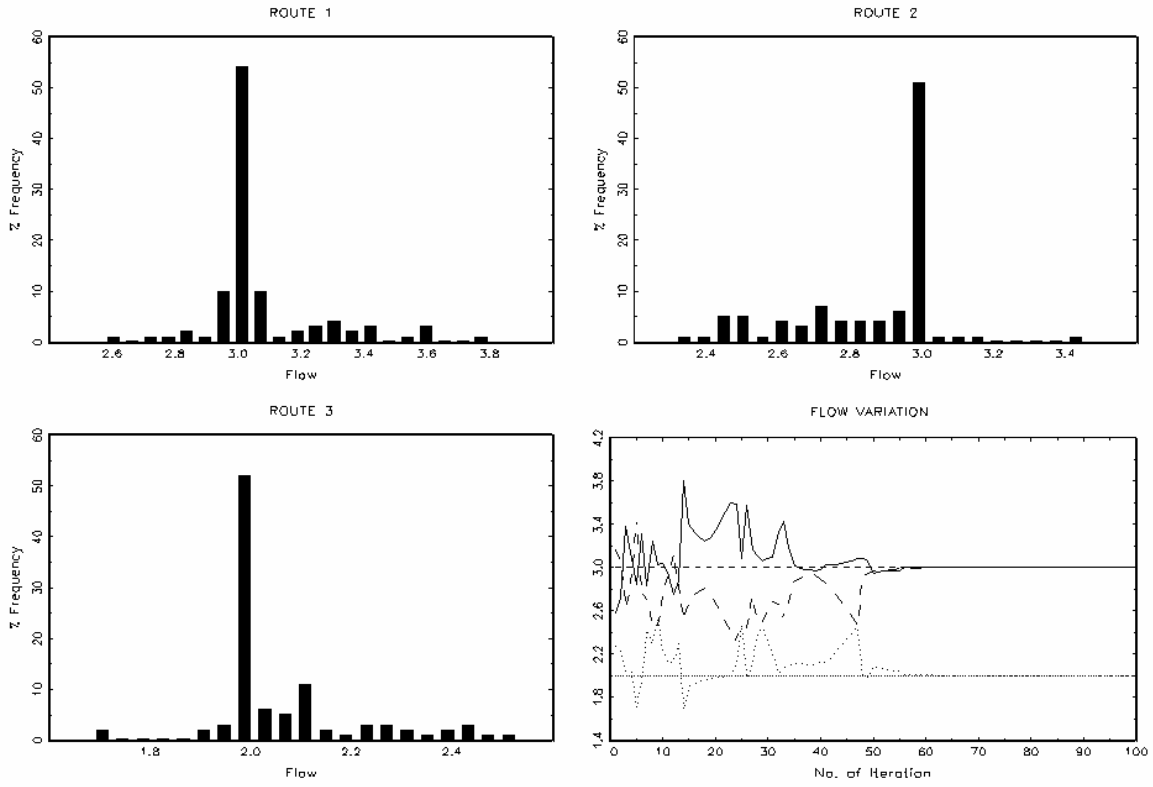 ROUTE 1
60
50
40
30
20
10
0
% Frequency
2.6 2.8 3.0 3.2 3.4 3.6 3.8
Flow
ROUTE 2
60
50
40
30
20
10
0
% Frequency
2.4 2.6 2.8 3.0 3.2 3.4
Flow
ROUTE 3
60
50
40
30
20
10
0
% Frequency
1.8 2.0 2.2 2.4
Flow
FLOW VARIATION
4.2
3.8
3.4
3.0
2.6
2.2
1.8
1.4
0 10 20 30 40 50 60 70 80 90 100
No. of Iteration